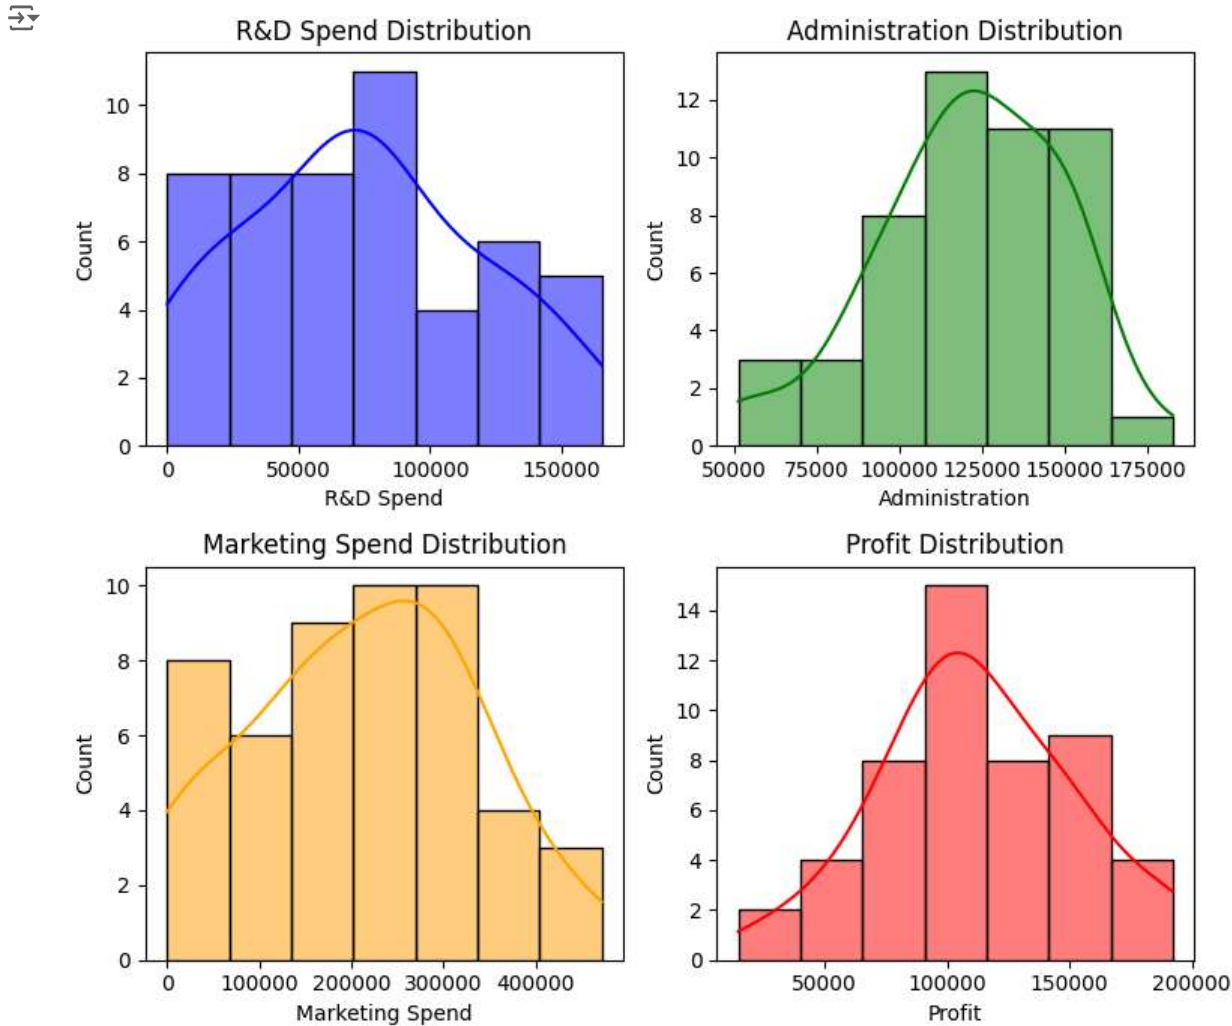 R&D Spend Distribution
10
8
6
4
2
0
Count
0 50000 100000 150000
R&D Spend
Administration Distribution
12
10
8
6
4
2
0
Count
50000 75000 100000 125000 150000 175000
Administration
Marketing Spend Distribution
10
8
6
4
2
0
Count
0 100000 200000 300000 400000
Marketing Spend
Profit Distribution
14
12
10
8
6
4
2
0
Count
50000 100000 150000 200000
Profit